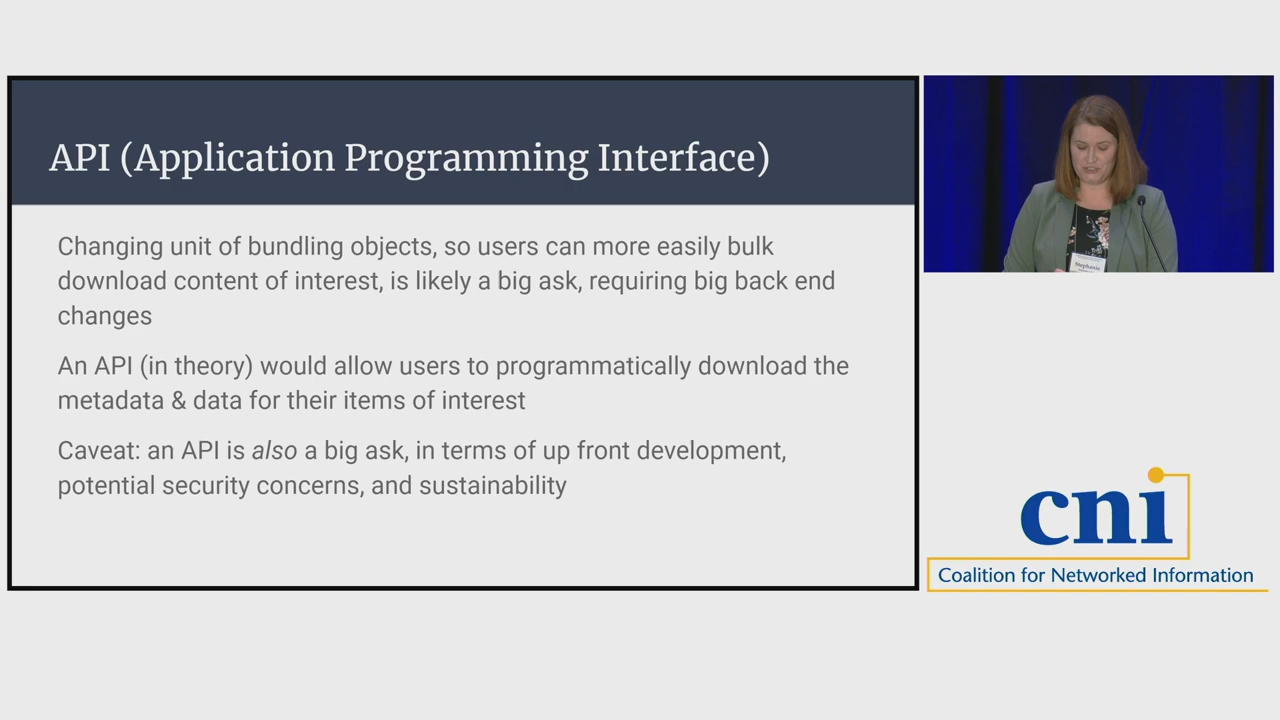 API (Application Programming Interface)
Changing unit of bundling objects, so users can more easily bulk
download content of interest, is likely a big ask, requiring big back end
changes
An API (in theory) would allow users to programmatically download the
metadata & data for their items of interest
Caveat: an API is also a big ask, in terms of up front development,
potential security concerns, and sustainability
Stephanie
cni
Coalition for Networked Information